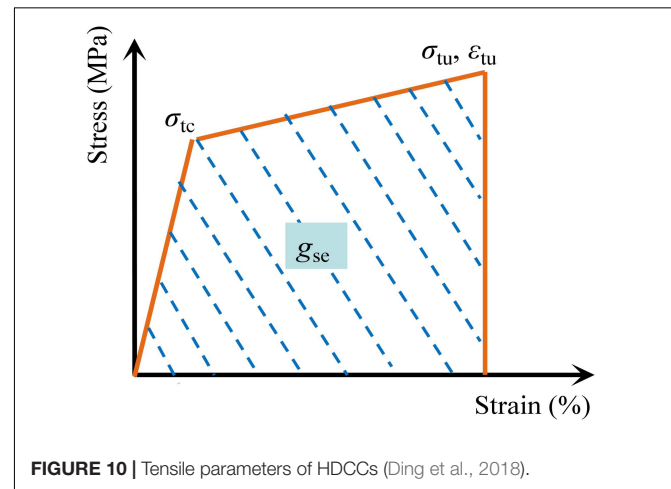 σtu, εtu
σtc
Stress (MPa)
gse
Strain (%)
FIGURE 10 | Tensile parameters of HDCCs (Ding et al., 2018).